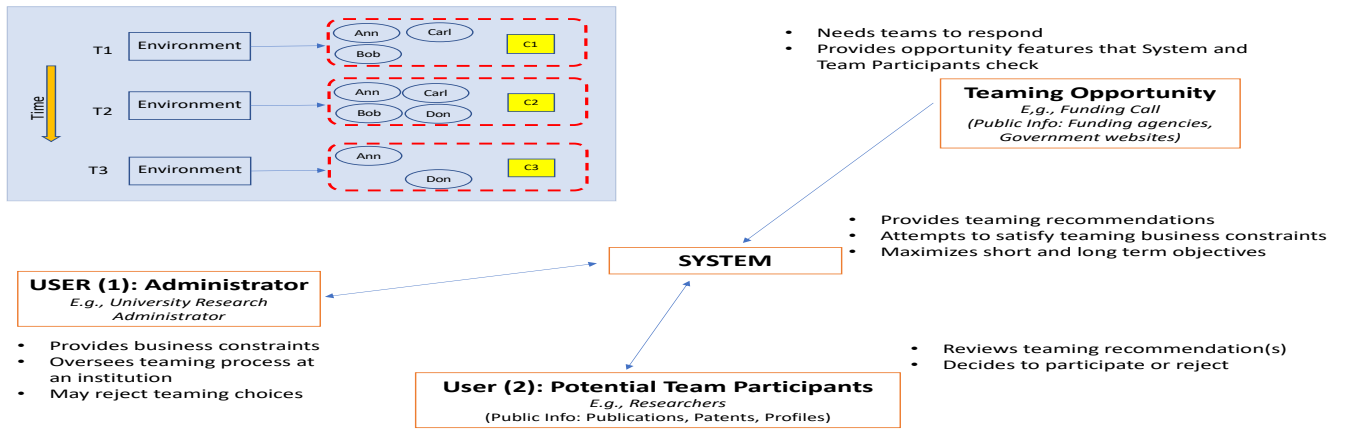 T1
Environment
Ann
Carl
Bob
C1
Time
T2
Environment
Ann
Carl
Bob
Don
C2
T3
Environment
Ann
Don
C3
• Needs teams to respond
• Provides opportunity features that System and
Team Participants check
Teaming Opportunity
E,g., Funding Call
(Public Info: Funding agencies,
Government websites)
• Provides teaming recommendations
• Attempts to satisfy teaming business constraints
• Maximizes short and long term objectives
SYSTEM
USER (1): Administrator
E.g., University Research
Administrator
• Provides business constraints
• Oversees teaming process at
an institution
• May reject teaming choices
• Reviews teaming recommendation(s)
• Decides to participate or reject
User (2): Potential Team Participants
E.g., Researchers
(Public Info: Publications, Patents, Profiles)